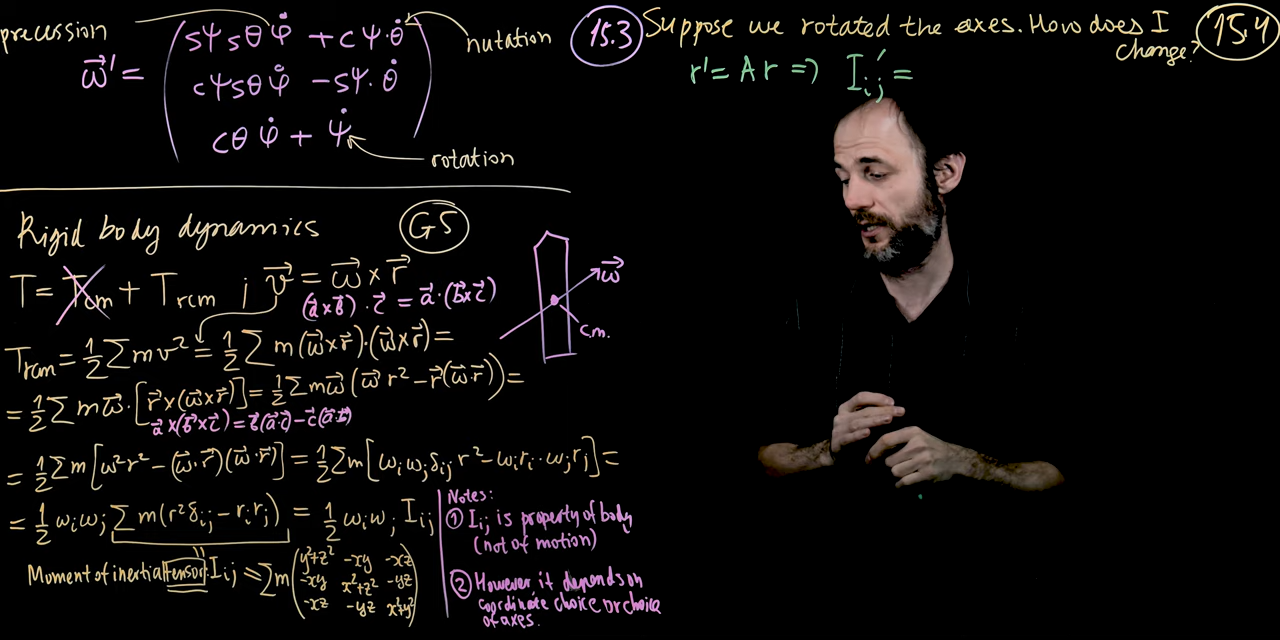 precession
nutation
ω⃗' = ( sΨ sθ φ̇ + cΨ·θ̇
cΨ sθ φ̇ − sΨ·θ̇
cθ φ̇ + Ψ̇ )
rotation
15.3
Rigid body dynamics G5
T = Tcm + Trcm ; v⃗ = ω⃗ × r⃗
(a⃗×b⃗)·c⃗ = a⃗·(b⃗×c⃗)
ω⃗
c.m.
Trcm = 1/2 ∑ m v² = 1/2 ∑ m (ω⃗×r⃗)·(ω⃗×r⃗) =
= 1/2 ∑ m ω⃗·[r⃗×(ω⃗×r⃗)] = 1/2 ∑ m ω⃗ (ω⃗ r² − r⃗(ω⃗·r⃗)) =
a⃗×(b⃗×c⃗) = b⃗(a⃗·c⃗) − c⃗(a⃗·b⃗)
= 1/2 ∑ m [ω² r² − (ω⃗·r⃗)(ω⃗·r⃗)] = 1/2 ∑ m [ωi ωj δij r² − ωi ri · ωj rj] =
= 1/2 ωi ωj ∑ m (r² δij − ri rj) = 1/2 ωi ωj Iij
Moment of inertia tensor: Iij = ∑ m ( y²+z² −xy −xz
−xy x²+z² −yz
−xz −yz x²+y² )
Notes:
① Iij is property of body
(not of motion)
② However it depends on
coordinate choice or choice
of axes.
Suppose we rotated the axes. How does I
change? 15.4
r' = A r => Iij' =